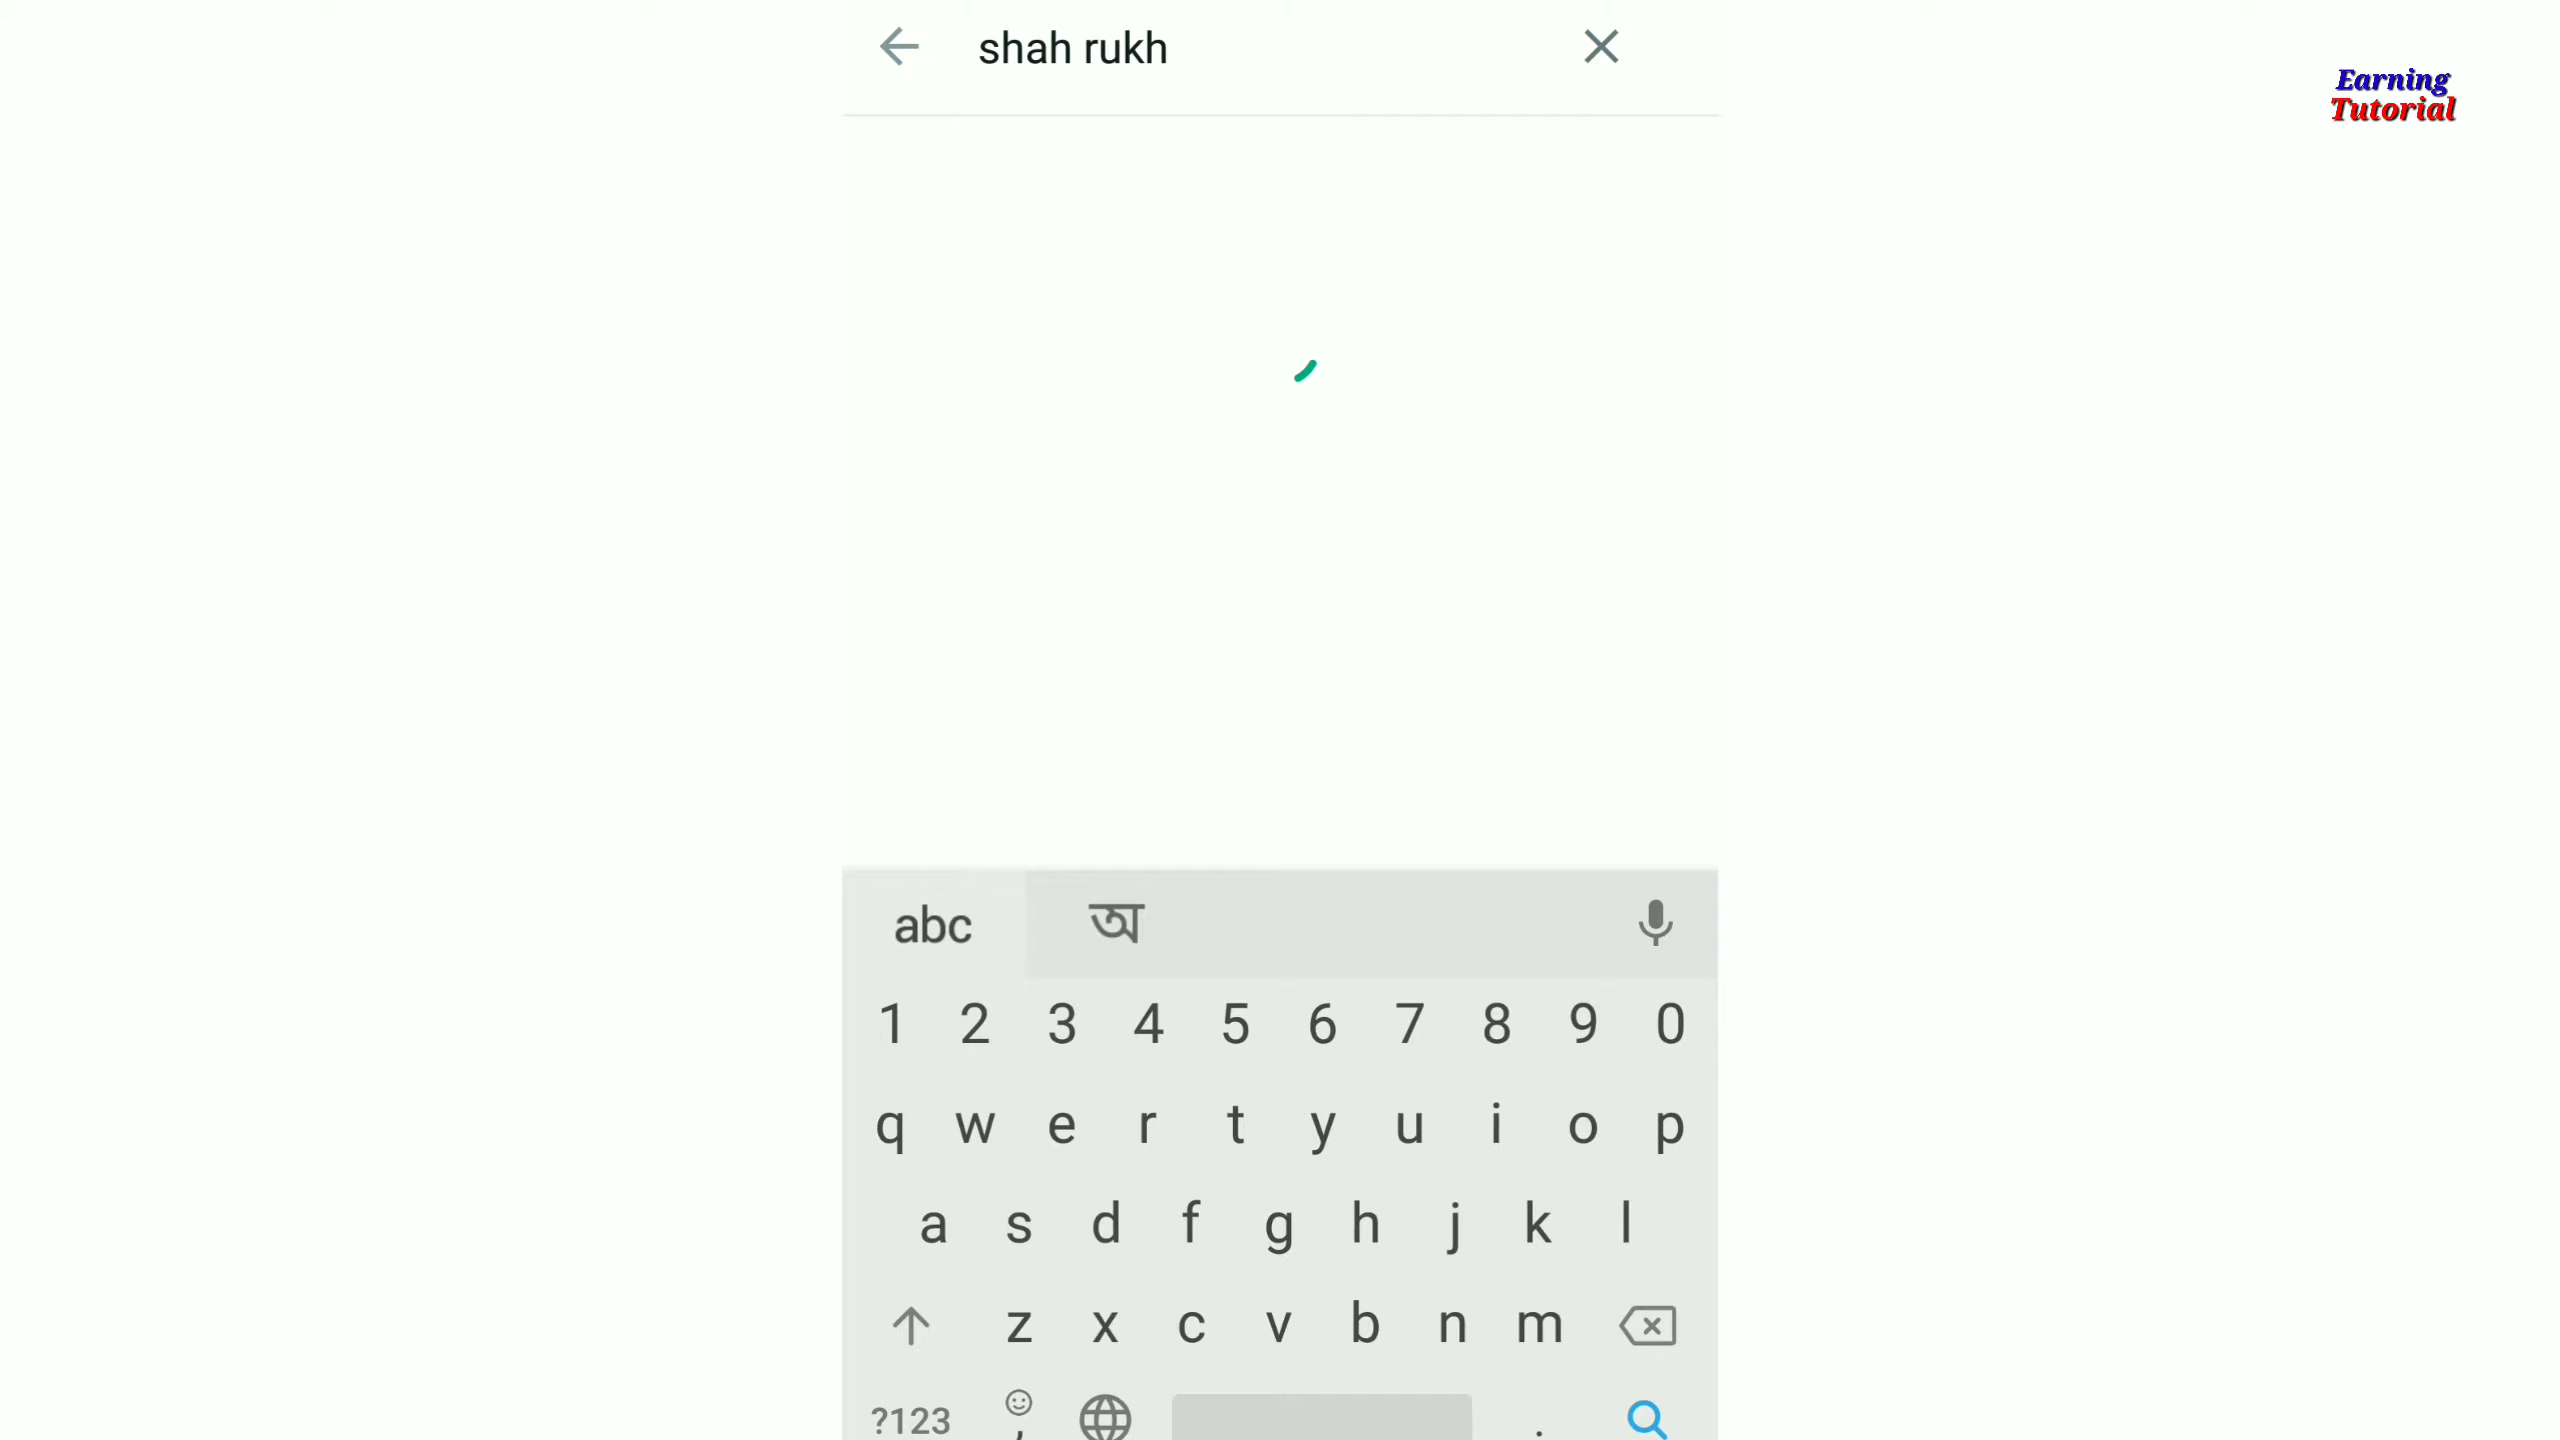 shah rukh
Earning
Tutorial
abc অ
1 2 3 4 5 6 7 8 9 0
q w e r t y u i o p
a s d f g h j k l
z x c v b n m
?123 , .